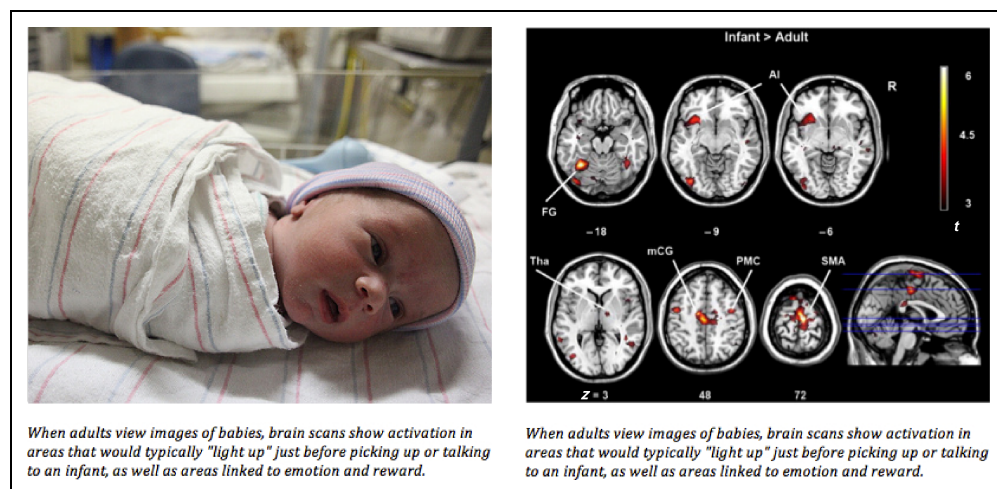 Infant > Adult
AI
R
6
4.5
3
t
FG
–18
–9
–6
Tha
mCG
PMC
SMA
Z = 3
48
72
When adults view images of babies, brain scans show activation in
areas that would typically "light up" just before picking up or talking
to an infant, as well as areas linked to emotion and reward.
When adults view images of babies, brain scans show activation in
areas that would typically "light up" just before picking up or talking
to an infant, as well as areas linked to emotion and reward.